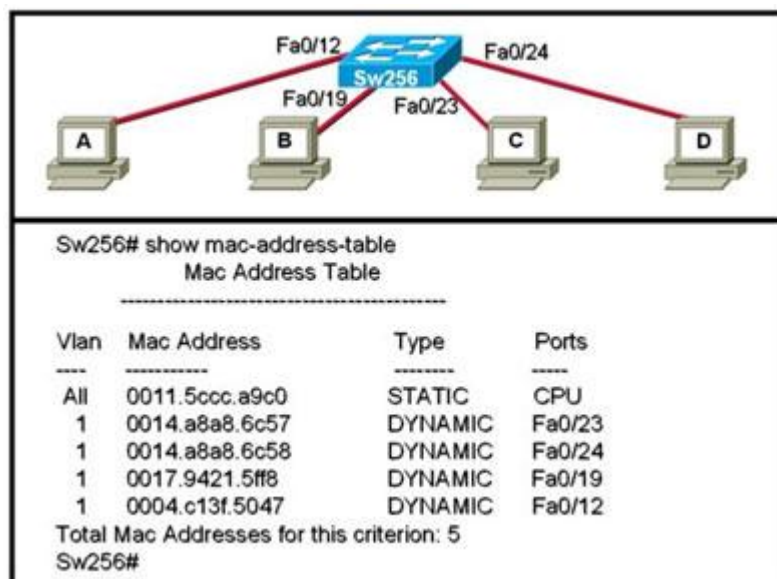 Fa0/12
Fa0/24
Sw256
Fa0/19
Fa0/23
A
B
C
D
Sw256# show mac-address-table
Mac Address Table
---------------------------------------------
Vlan Mac Address Type Ports
---- ----------- -------- -----
All 0011.5ccc.a9c0 STATIC CPU
1 0014.a8a8.6c57 DYNAMIC Fa0/23
1 0014.a8a8.6c58 DYNAMIC Fa0/24
1 0017.9421.5ff8 DYNAMIC Fa0/19
1 0004.c13f.5047 DYNAMIC Fa0/12
Total Mac Addresses for this criterion: 5
Sw256#